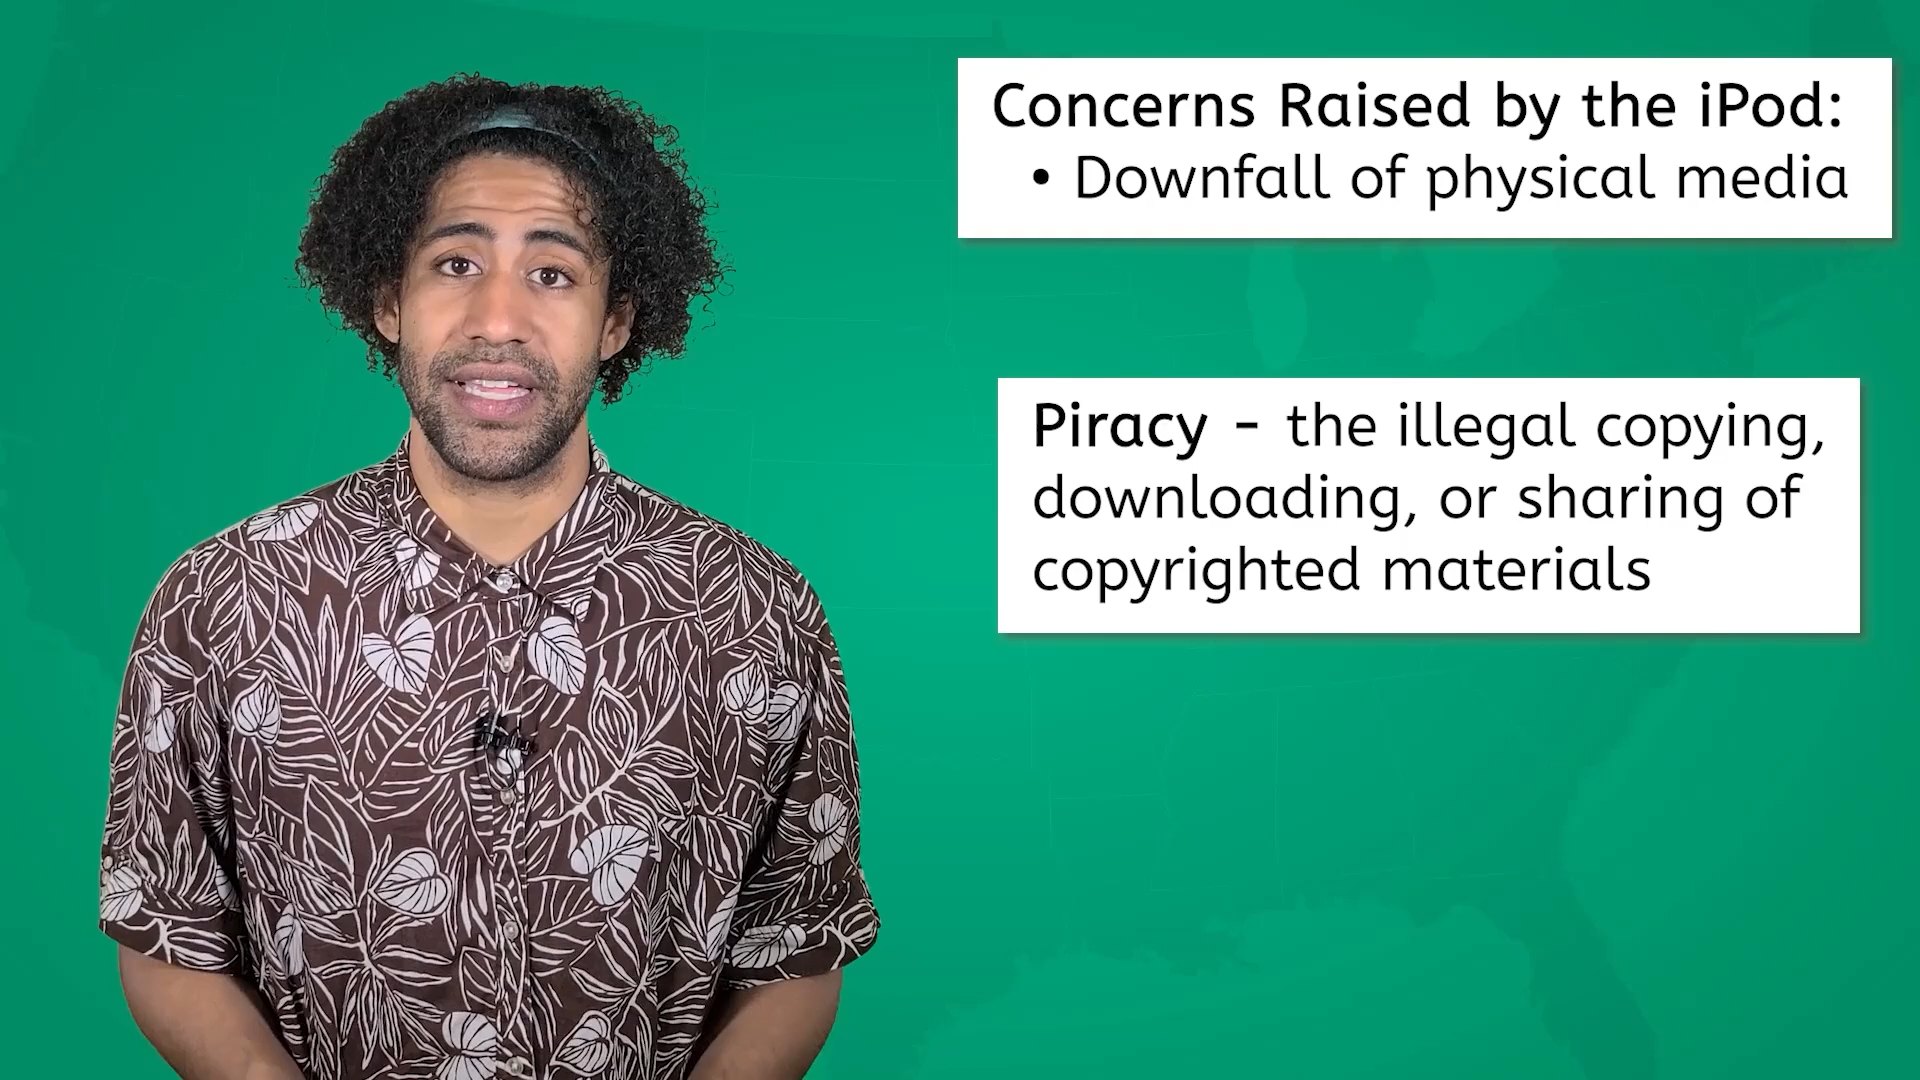 Concerns Raised by the iPod:
• Downfall of physical media
Piracy - the illegal copying,
downloading, or sharing of
copyrighted materials